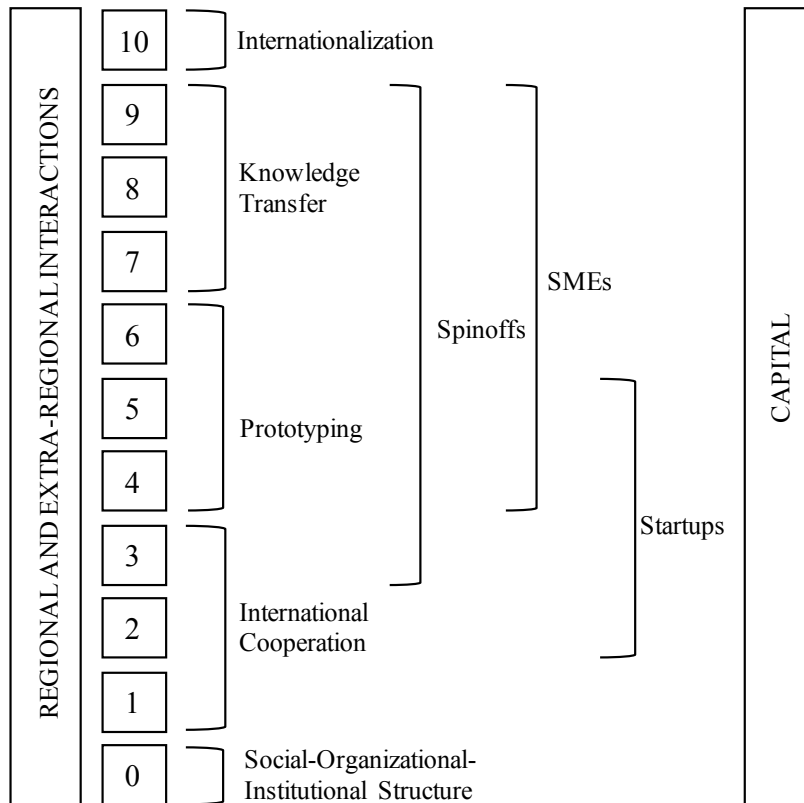 REGIONAL AND EXTRA-REGIONAL INTERACTIONS
10
Internationalization
9
8
7
Knowledge
Transfer
6
5
4
Prototyping
3
2
1
International
Cooperation
0
Social-Organizational-
Institutional Structure
Spinoffs
SMEs
Startups
CAPITAL